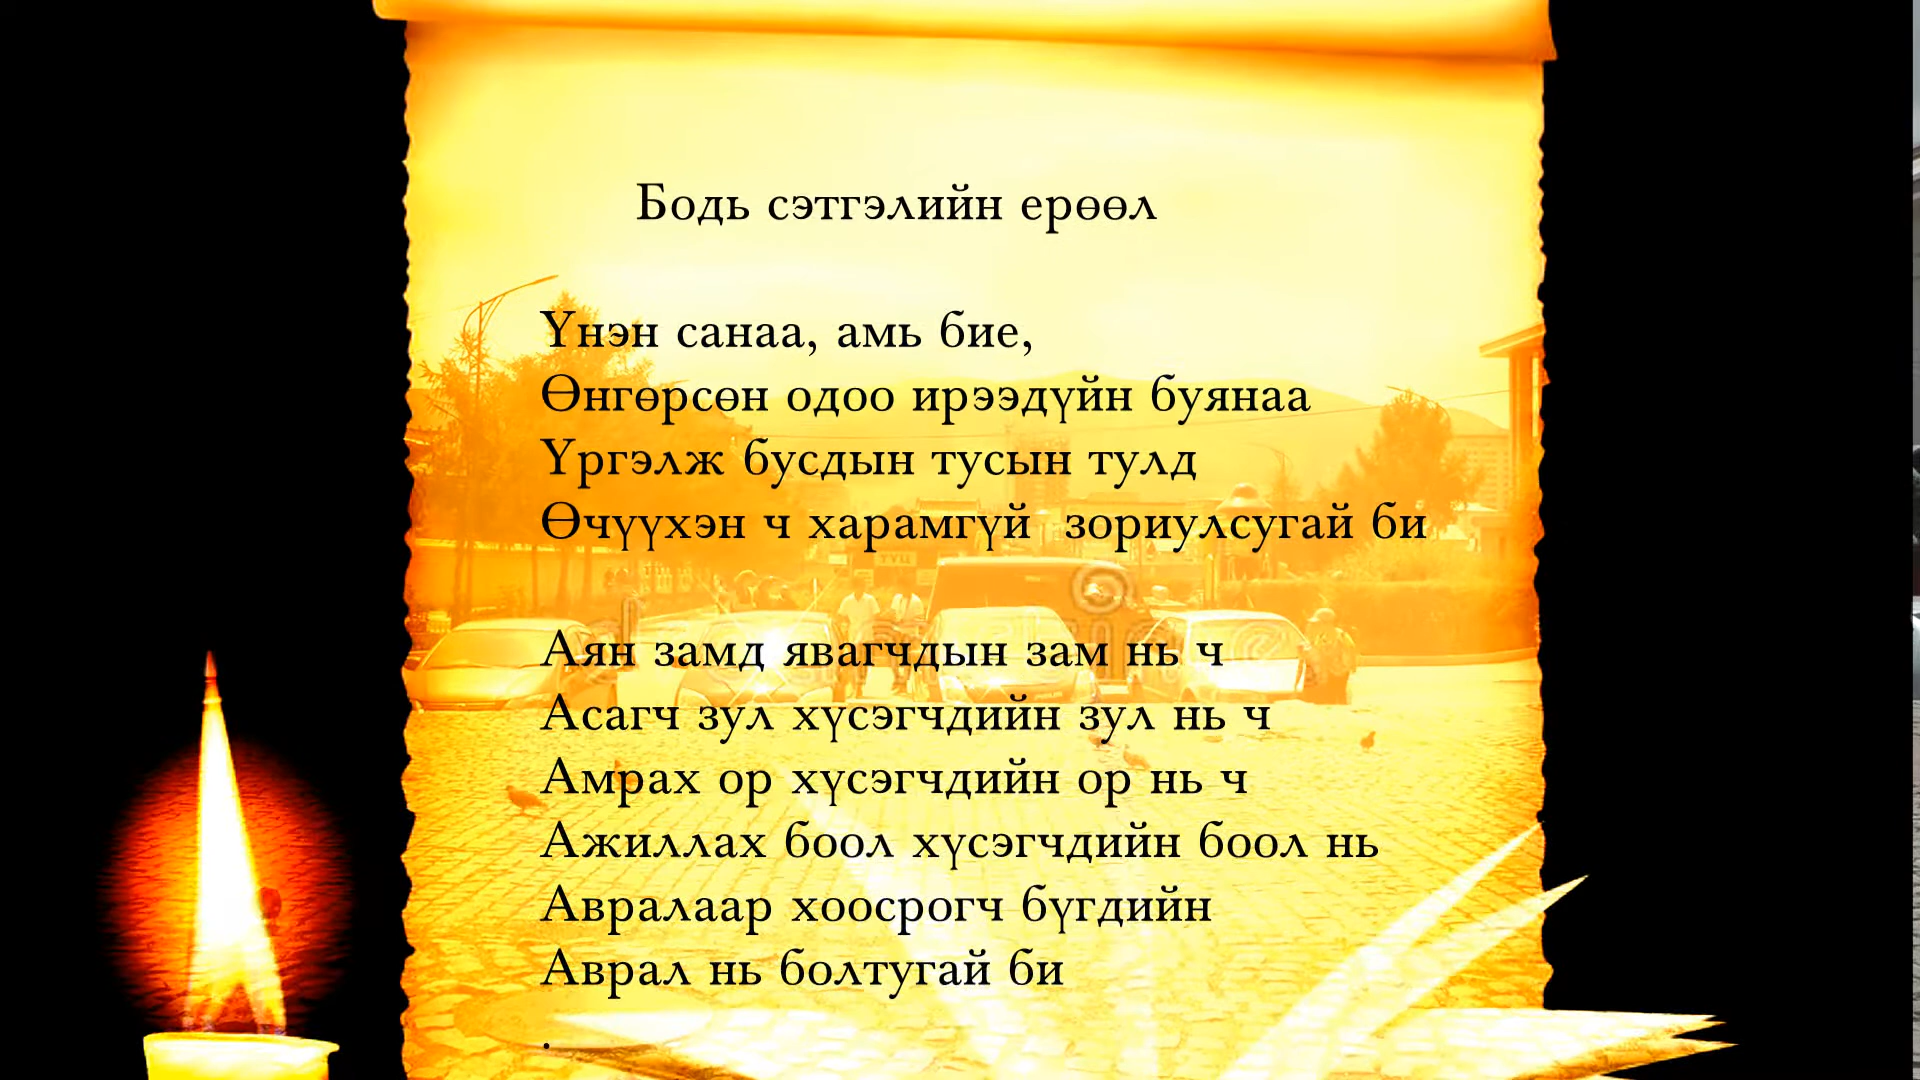 Бодь сэтгэлийн ерөөл
Үнэн санаа, амь бие,
Өнгөрсөн одоо ирээдүйн буянаа
Үргэлж бусдын тусын тулд
Өчүүхэн ч харамгүй  зориулсугай би
Аян замд явагчдын зам нь ч
Асагч зул хүсэгчдийн зул нь ч
Амрах ор хүсэгчдийн ор нь ч
Ажиллах боол хүсэгчдийн боол нь
Авралаар хоосрогч бүгдийн
Аврал нь болтугай би
.